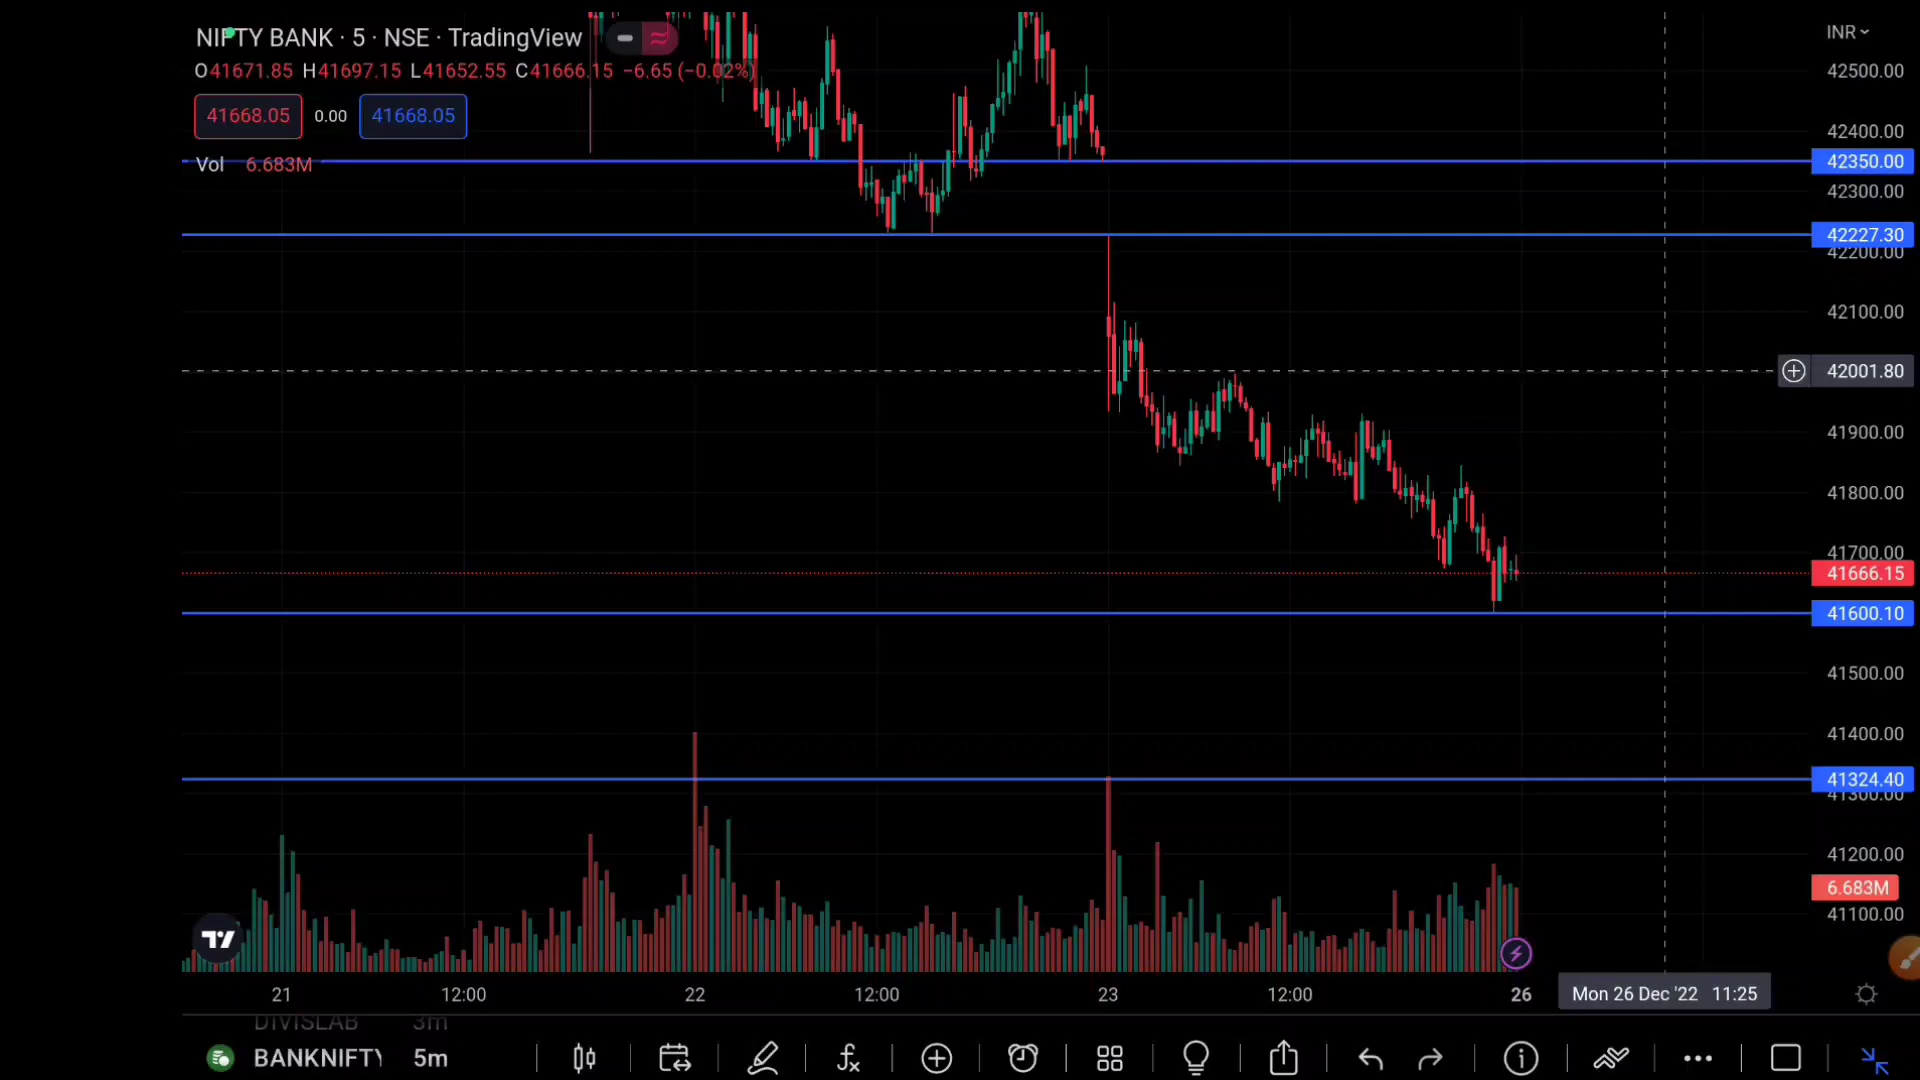 NIFTY BANK · 5 · NSE · TradingView
O41671.85 H41697.15 L41652.55 C41666.15 −6.65 (−0.02%)
41668.05 0.00 41668.05
Vol 6.683M
INR
42500.00
42400.00
42350.00
42300.00
42227.30
42200.00
42100.00
42001.80
41900.00
41800.00
41700.00
41666.15
41600.10
41500.00
41400.00
41324.40
41300.00
41200.00
6.683M
41100.00
21 12:00 22 12:00 23 12:00 26 Mon 26 Dec '22 11:25
DIVISLAB 3m
BANKNIFTY 5m